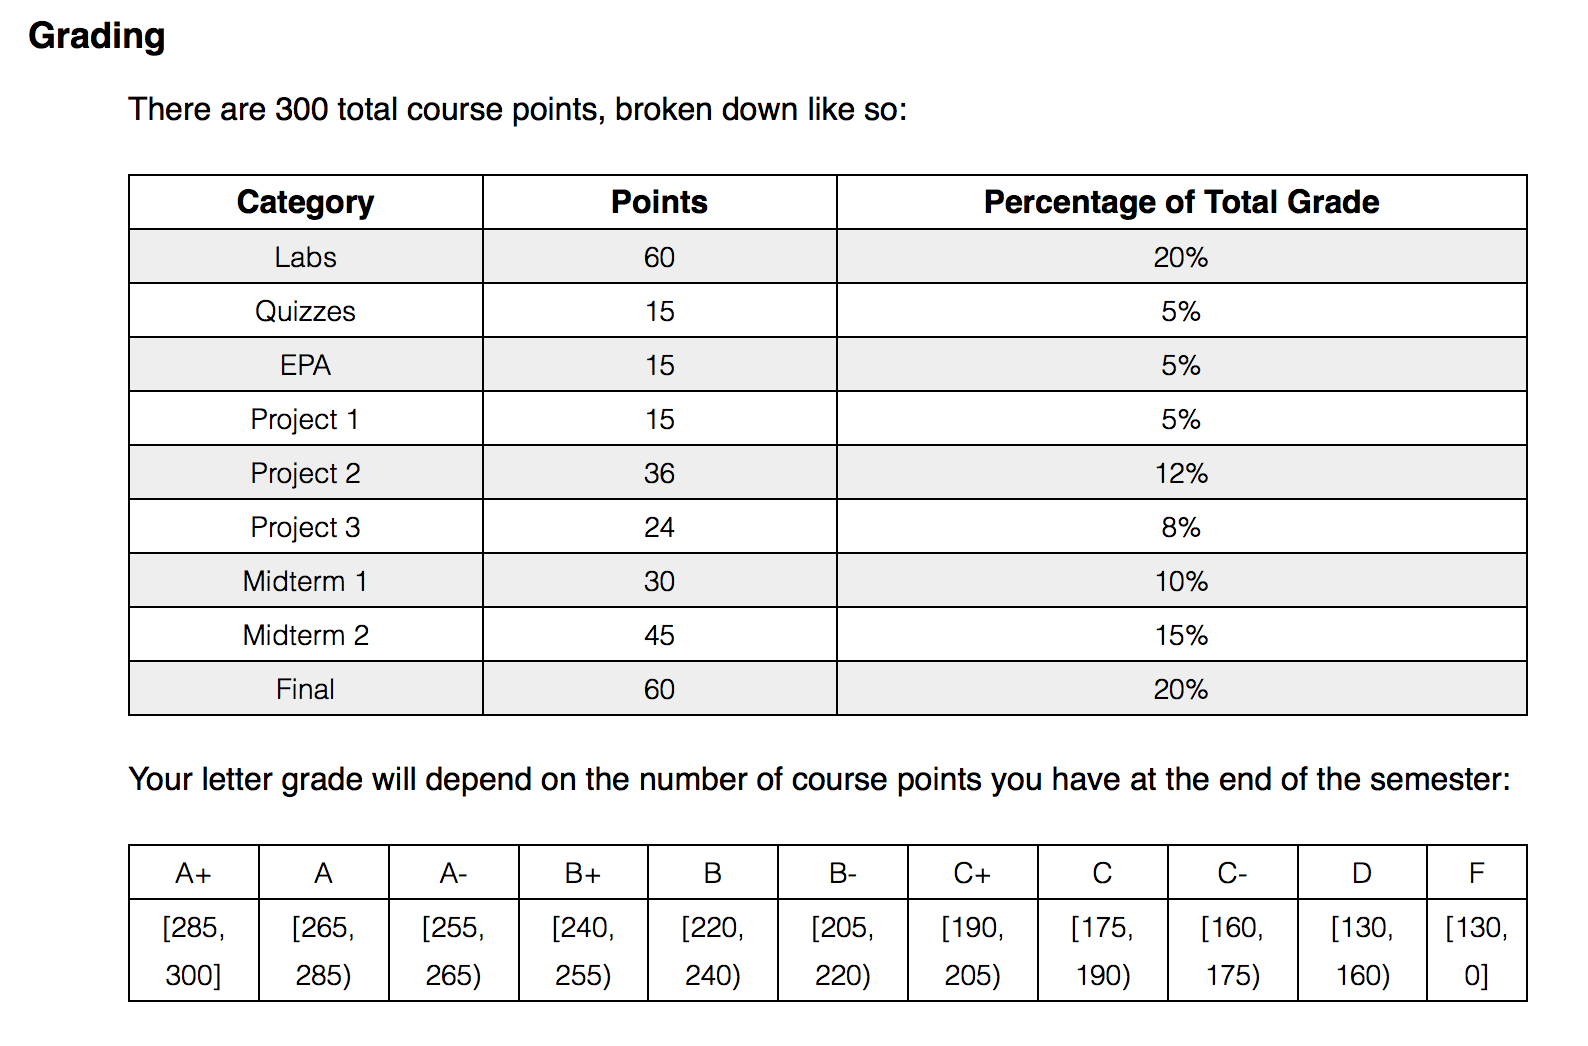 Grading
There are 300 total course points, broken down like so:
Category Points Percentage of Total Grade
Labs 60 20%
Quizzes 15 5%
EPA 15 5%
Project 1 15 5%
Project 2 36 12%
Project 3 24 8%
Midterm 1 30 10%
Midterm 2 45 15%
Final 60 20%
Your letter grade will depend on the number of course points you have at the end of the semester:
A+ A A- B+ B B- C+ C C- D F
[285, [265, [255, [240, [220, [205, [190, [175, [160, [130, [130,
300] 285) 265) 255) 240) 220) 205) 190) 175) 160) 0]